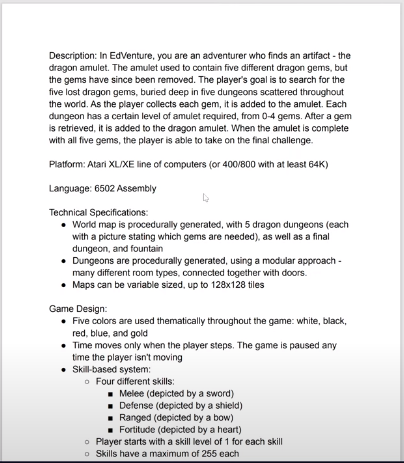 Description: In EdVenture, you are an adventurer who finds an artifact - the
dragon amulet. The amulet used to contain five different dragon gems, but
the gems have since been removed. The player's goal is to search for the
five lost dragon gems, buried deep in five dungeons scattered throughout
the world. As the player collects each gem, it is added to the amulet. Each
dungeon has a certain level of amulet required, from 0-4 gems. After a gem
is retrieved, it is added to the dragon amulet. When the amulet is complete
with all five gems, the player is able to take on the final challenge.
Platform: Atari XL/XE line of computers (or 400/800 with at least 64K)
Language: 6502 Assembly
Technical Specifications:
● World map is procedurally generated, with 5 dragon dungeons (each
with a picture stating which gems are needed), as well as a final
dungeon, and fountain
● Dungeons are procedurally generated, using a modular approach -
many different room types, connected together with doors.
● Maps can be variable sized, up to 128x128 tiles
Game Design:
● Five colors are used thematically throughout the game: white, black,
red, blue, and gold
● Time moves only when the player steps. The game is paused any
time the player isn't moving
● Skill-based system:
○ Four different skills:
■ Melee (depicted by a sword)
■ Defense (depicted by a shield)
■ Ranged (depicted by a bow)
■ Fortitude (depicted by a heart)
○ Player starts with a skill level of 1 for each skill
○ Skills have a maximum of 255 each